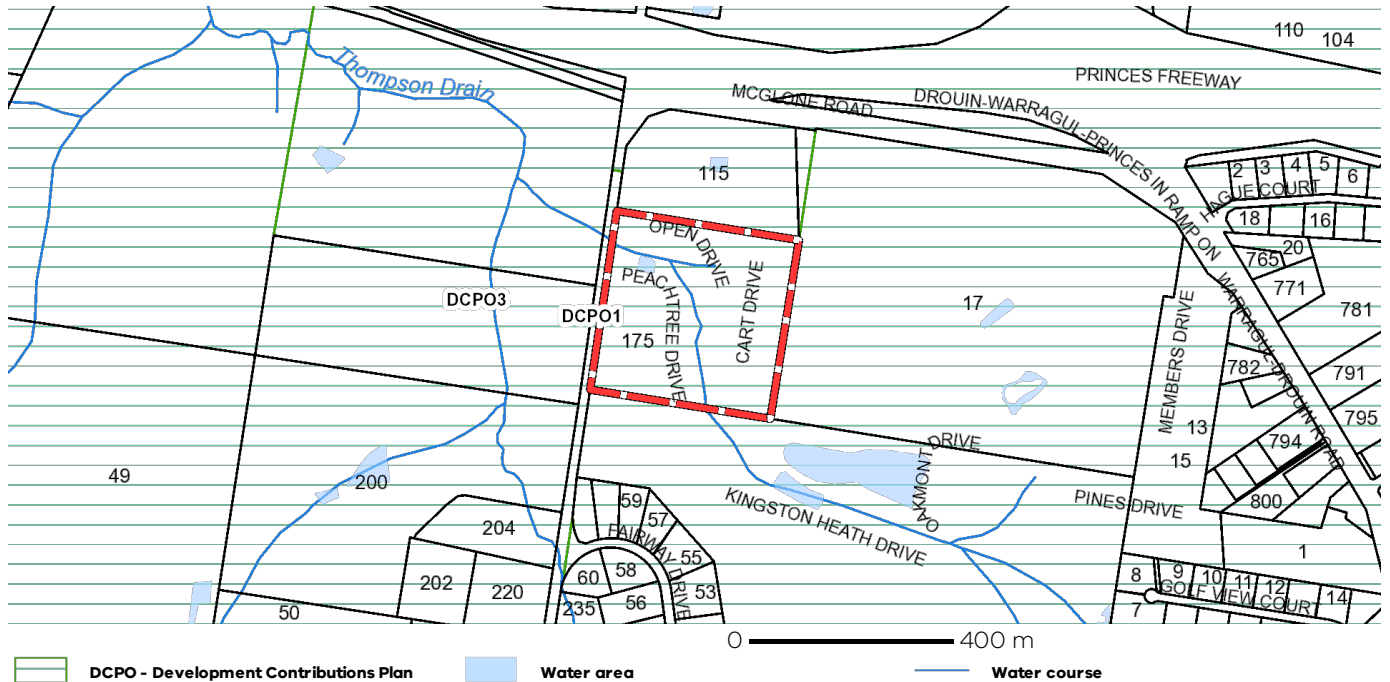 110
104
PRINCES FREEWAY
Thompson Drain
MCGLONE ROAD
DROUIN-WARRAGUL-PRINCES IN RAMP ON
115
2
3
4
5
6
HAGUE COURT
18
16
20
765
771
781
OPEN DRIVE
PEACHTREE DRIVE
CART DRIVE
DCPO3
DCPO1
175
17
MEMBERS DRIVE
WARRAGUL-DROUIN ROAD
782
791
795
13
794
15
DRIVE
OAKMONT
49
200
59
57
KINGSTON HEATH DRIVE
PINES DRIVE
800
204
FAIRWAY DRIVE
55
1
202
220
60
58
53
8
9
10
11
12
14
GOLF VIEW COURT
50
235
56
7
0 400 m
DCPO - Development Contributions Plan
Water area
Water course